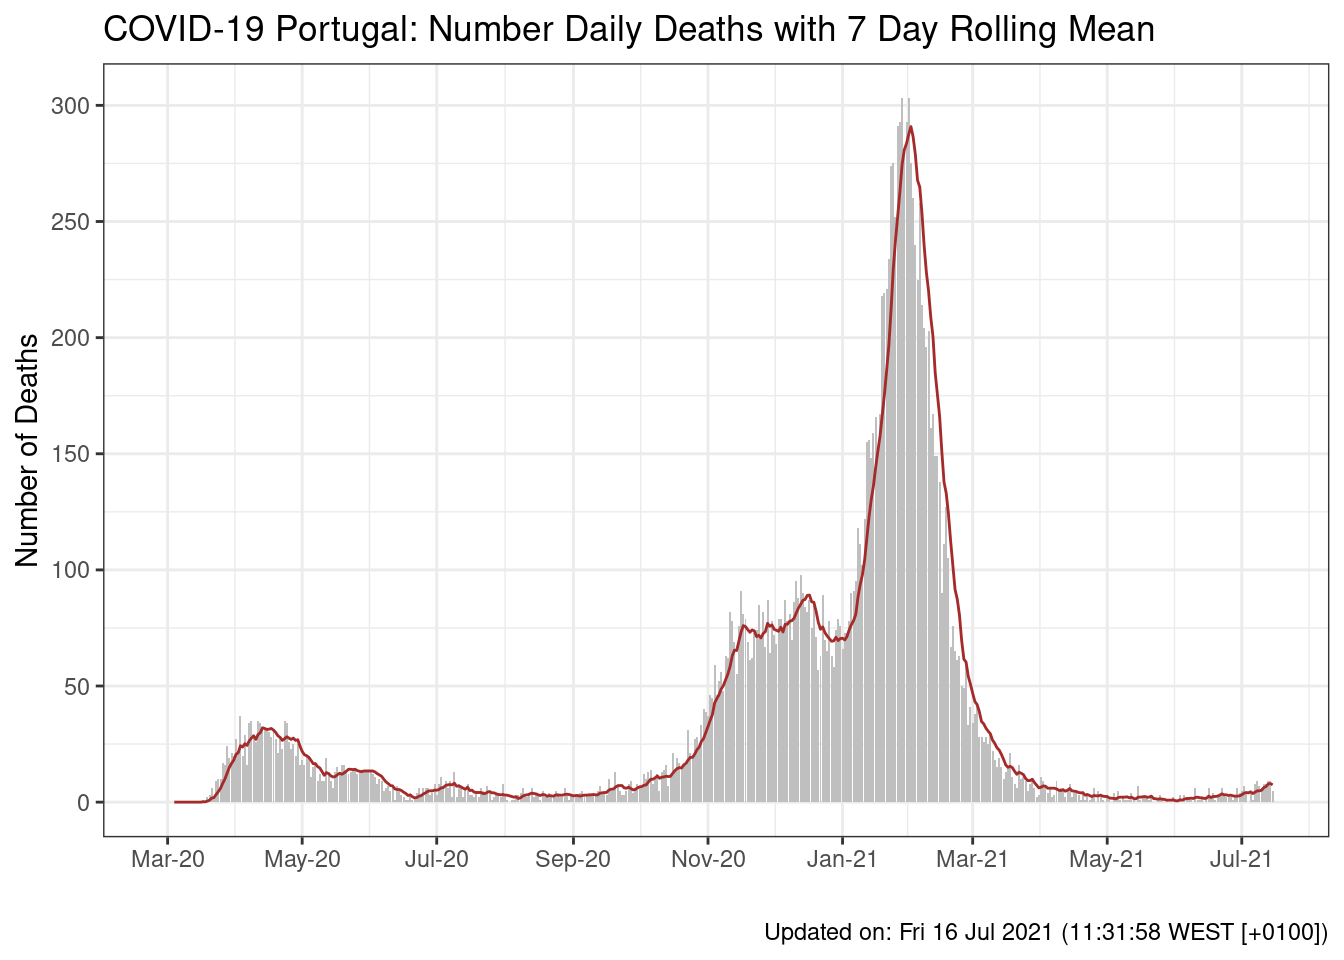 COVID-19 Portugal: Number Daily Deaths with 7 Day Rolling Mean
Number of Deaths
300
250
200
150
100
50
0
Mar-20 May-20 Jul-20 Sep-20 Nov-20 Jan-21 Mar-21 May-21 Jul-21
Updated on: Fri 16 Jul 2021 (11:31:58 WEST [+0100])